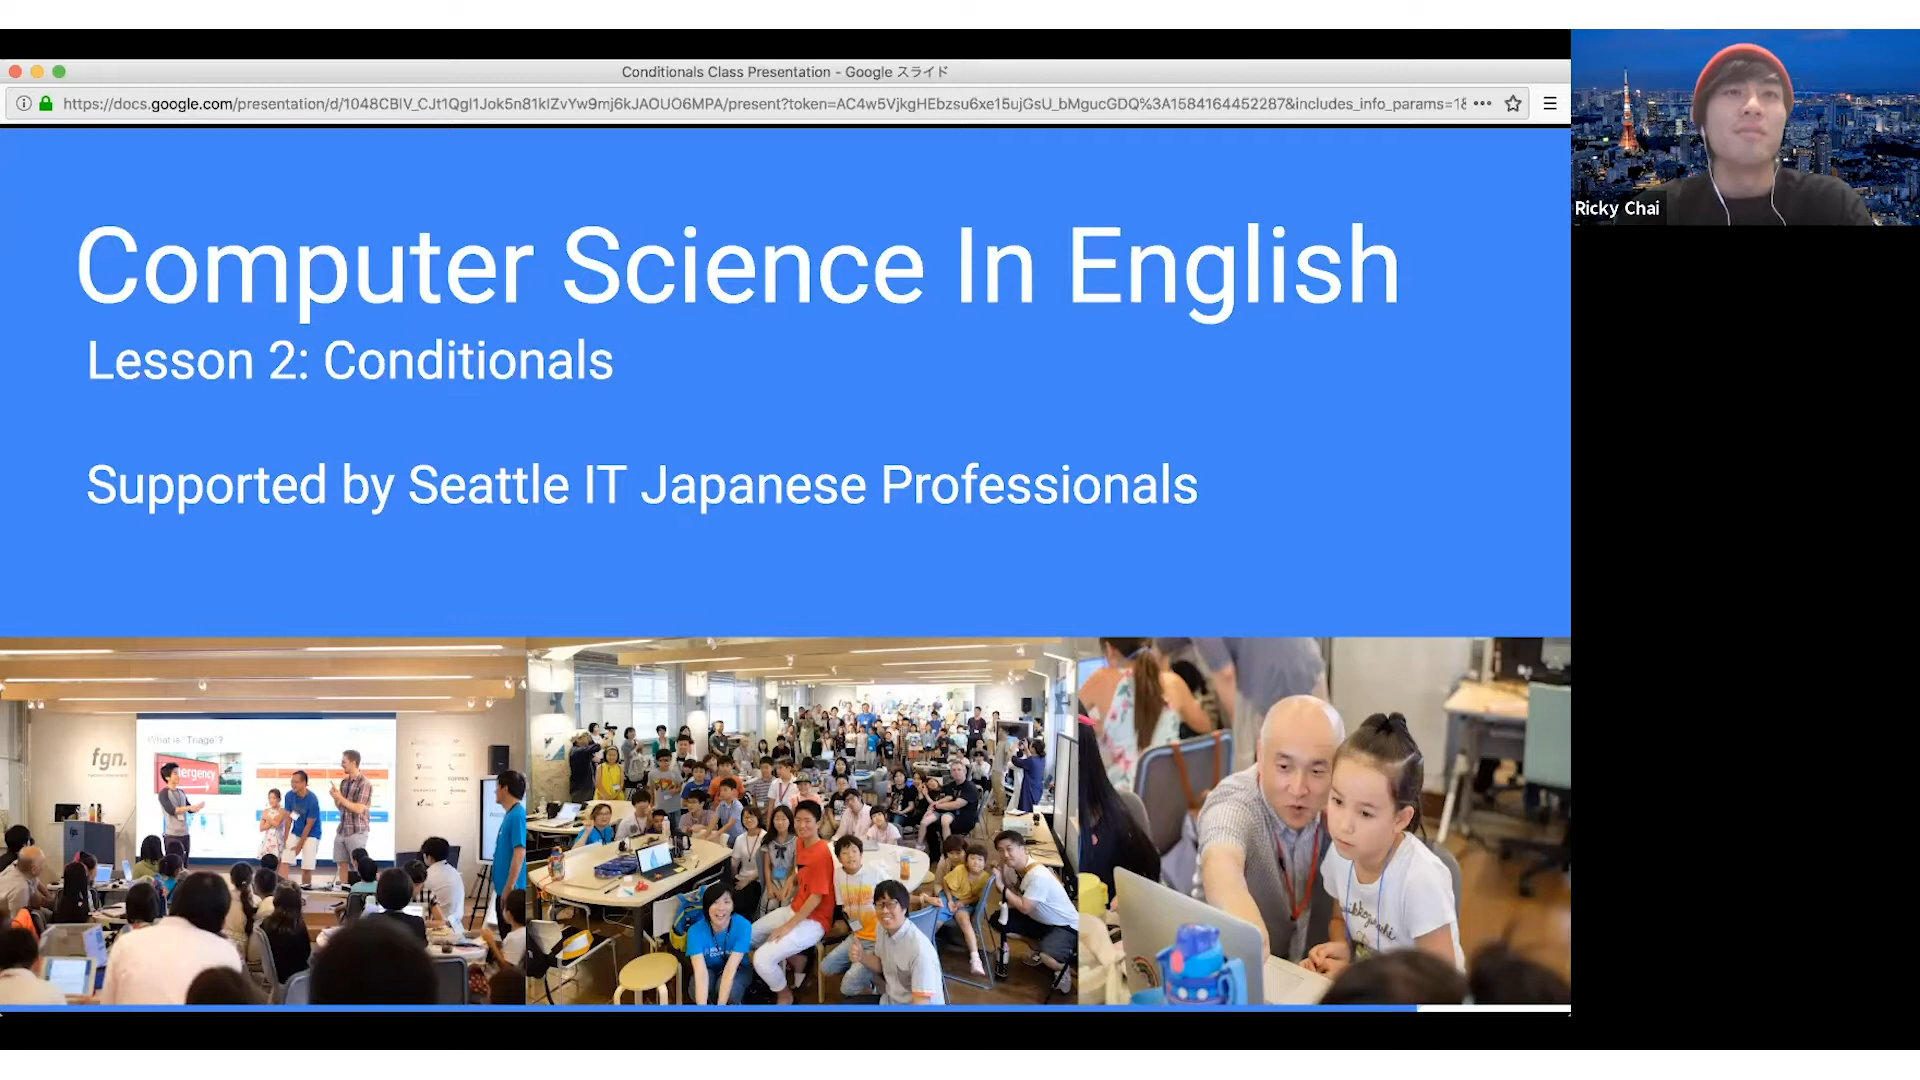 Conditionals Class Presentation - Google スライド
https://docs.google.com/presentation/d/1048CBlV_CJt1Qgl1Jok5n81klZvYw9mj6kJAOUO6MPA/present?token=AC4w5VjkgHEbzsu6xe15ujGsU_bMgucGDQ%3A1584164452287&includes_info_params=1&
Ricky Chai
Computer Science In English
Lesson 2: Conditionals
Supported by Seattle IT Japanese Professionals
What is "Triage"?
fgn.